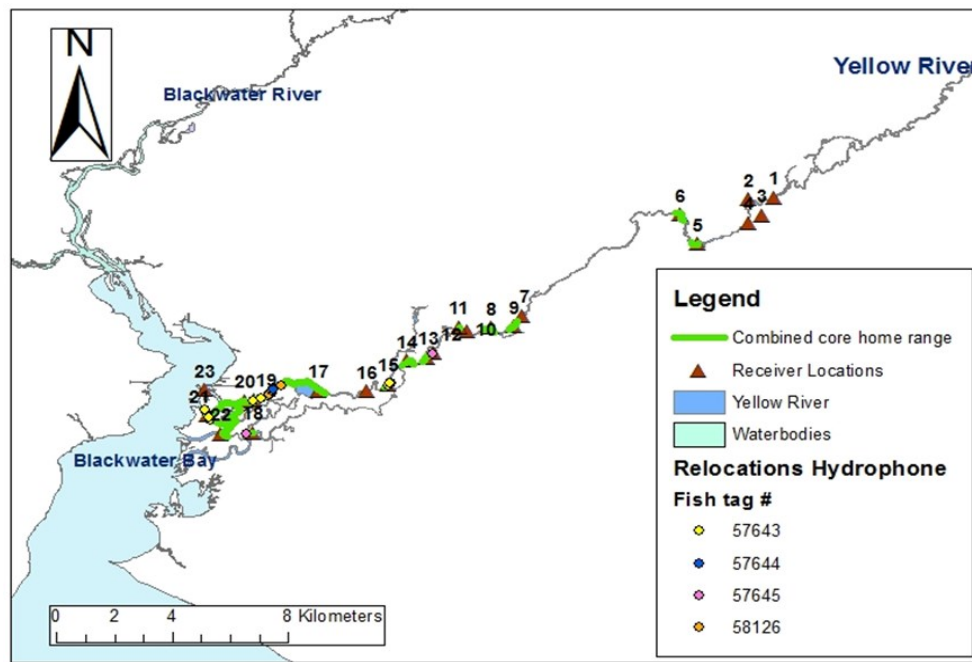 N
Blackwater River
Yellow River
2 1
4 3
6
5
7
11 8 9
12 10
14 13
15
16
17
23
20 19
21
22 18
Blackwater Bay
Legend
Combined core home range
Receiver Locations
Yellow River
Waterbodies
Relocations Hydrophone
Fish tag #
57643
57644
57645
58126
0 2 4 6 8 Kilometers